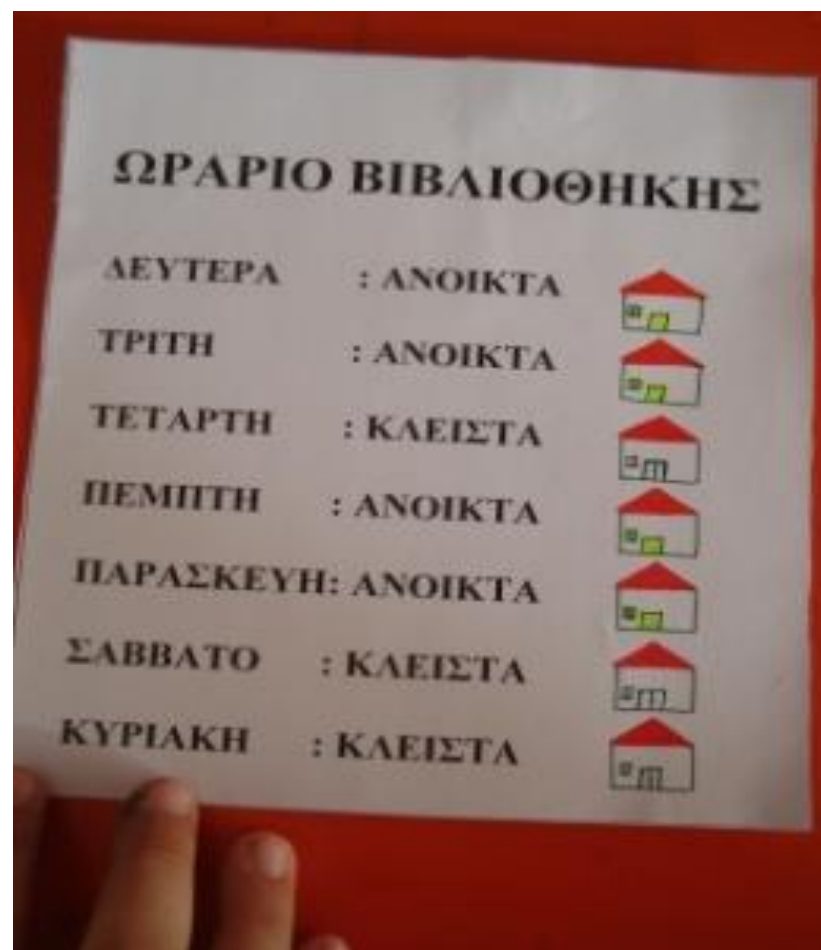 ΩΡΑΡΙΟ ΒΙΒΛΙΟΘΗΚΗΣ
ΔΕΥΤΕΡΑ : ΑΝΟΙΚΤΑ
ΤΡΙΤΗ : ΑΝΟΙΚΤΑ
ΤΕΤΑΡΤΗ : ΚΛΕΙΣΤΑ
ΠΕΜΠΤΗ : ΑΝΟΙΚΤΑ
ΠΑΡΑΣΚΕΥΗ: ΑΝΟΙΚΤΑ
ΣΑΒΒΑΤΟ : ΚΛΕΙΣΤΑ
ΚΥΡΙΑΚΗ : ΚΛΕΙΣΤΑ